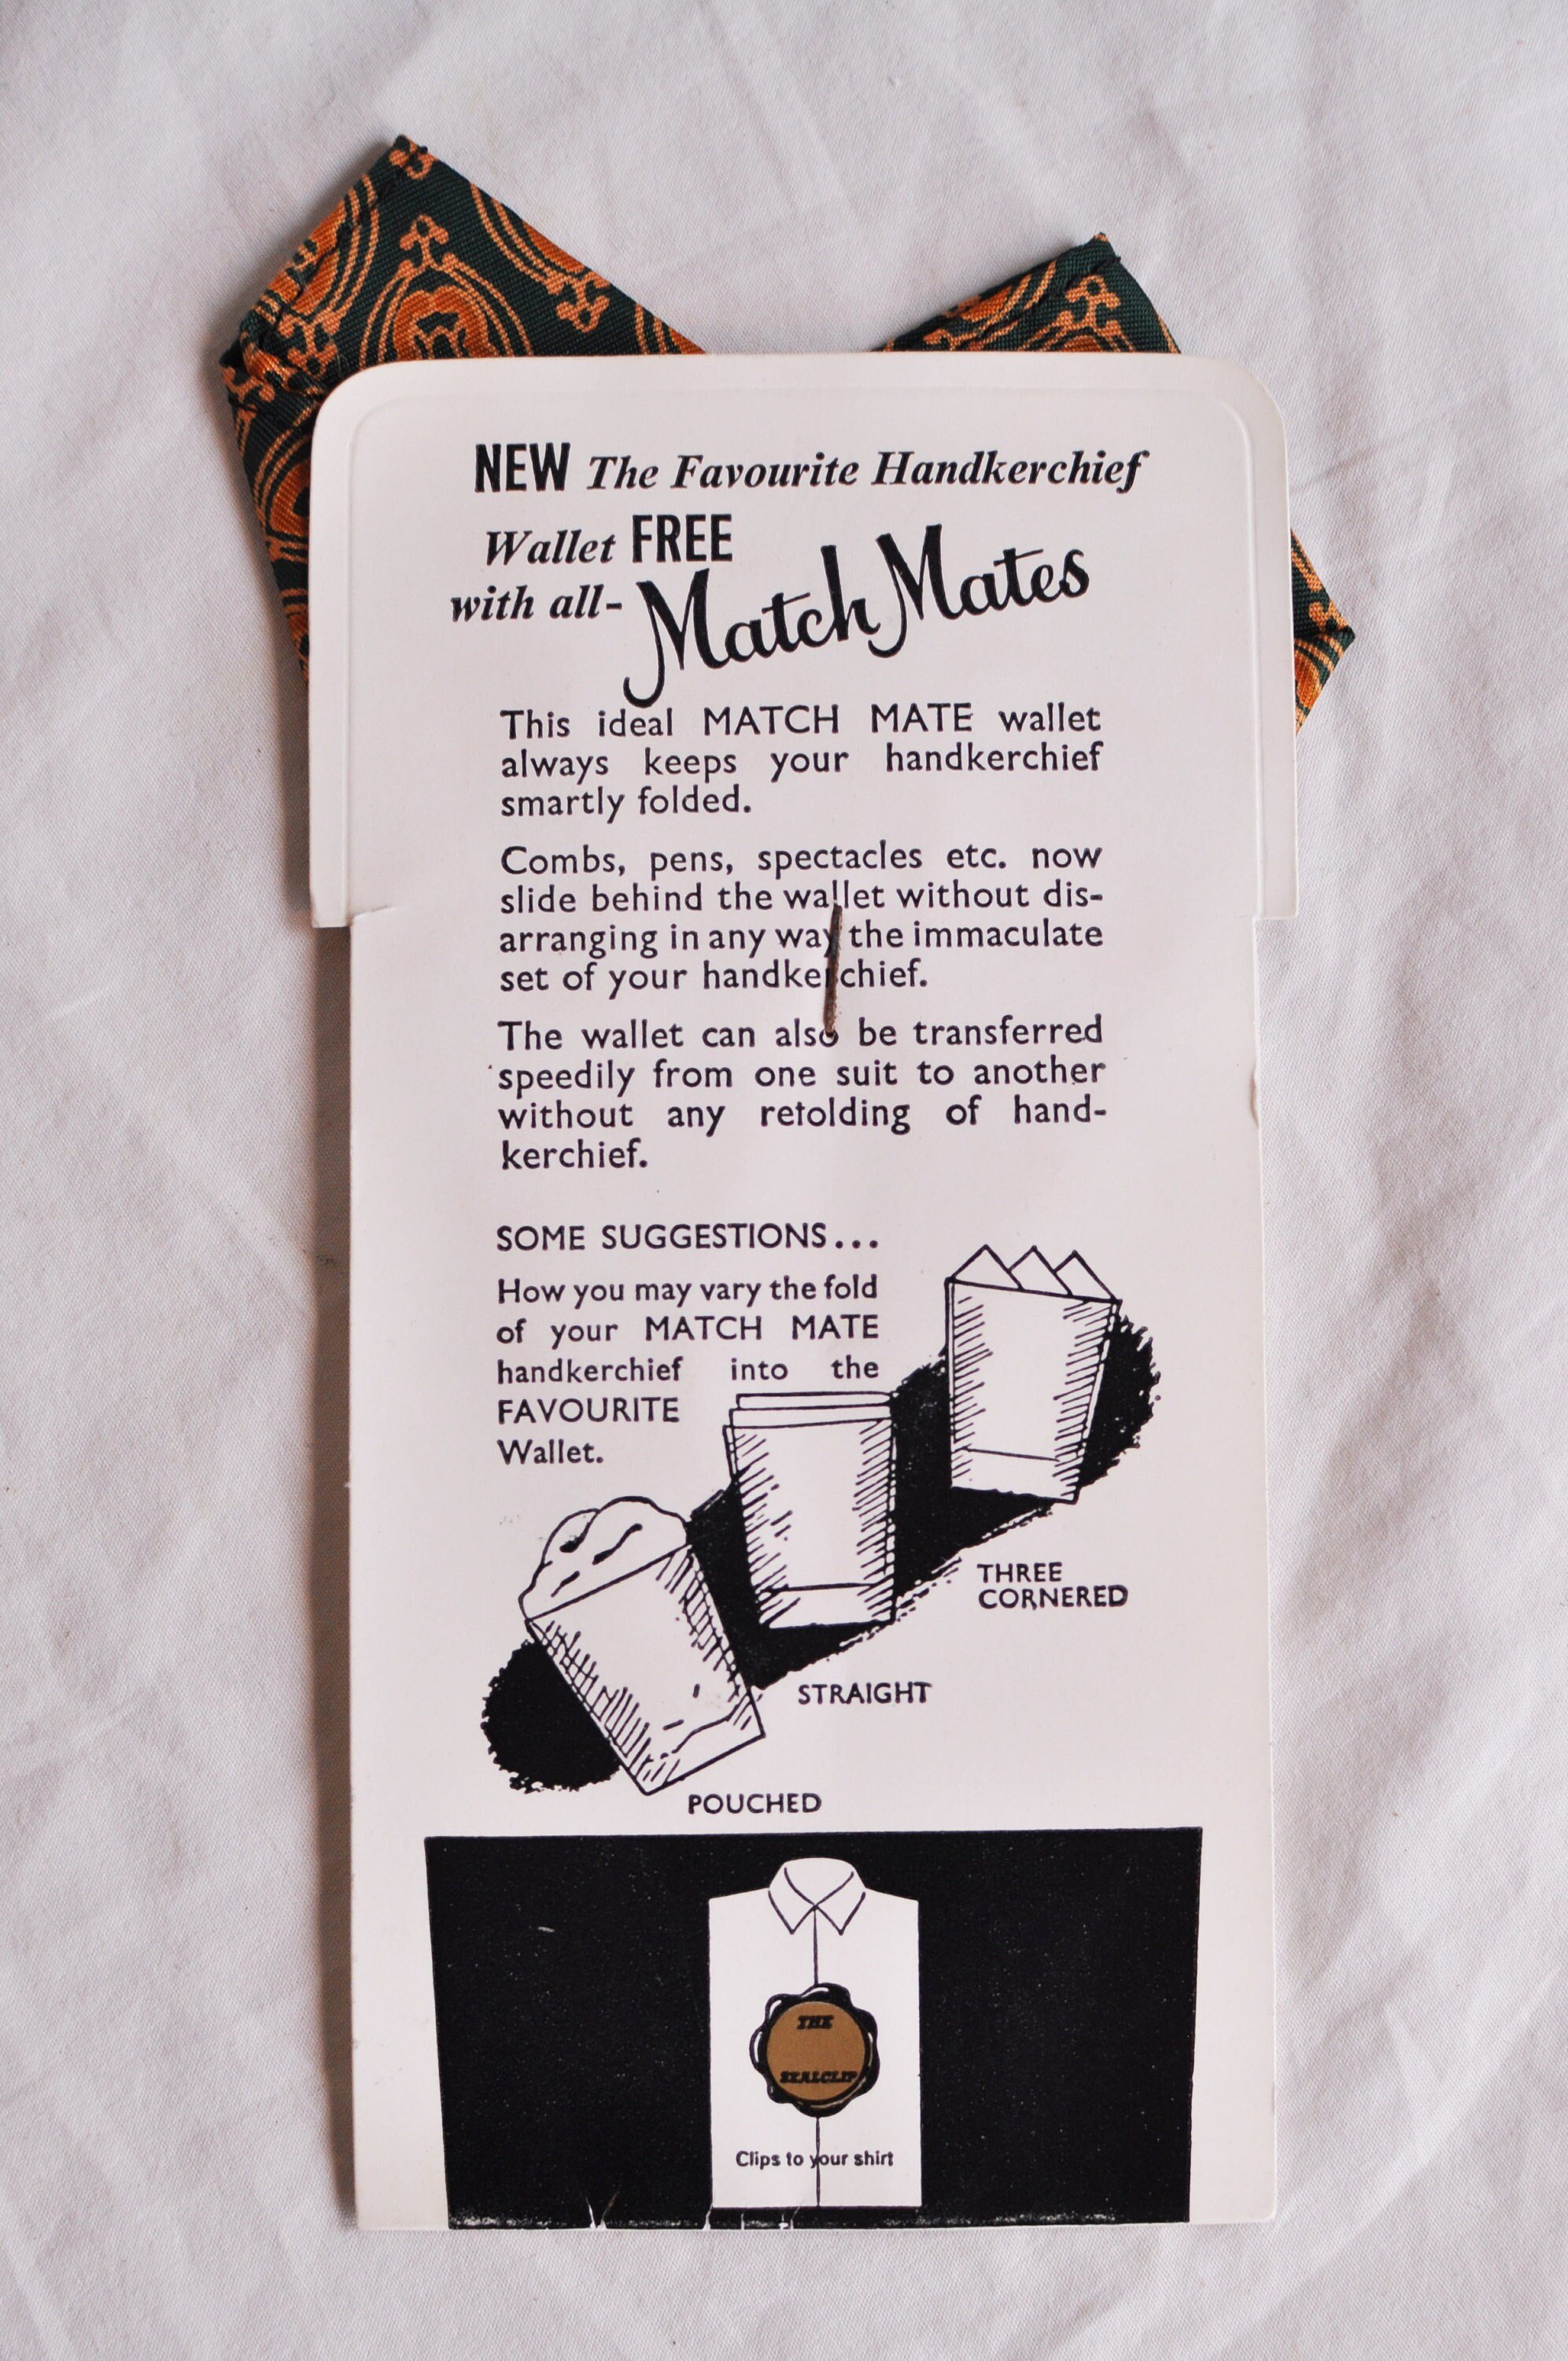 NEW The Favourite Handkerchief
Wallet FREE
with all- Match Mates
This ideal MATCH MATE wallet
always keeps your handkerchief
smartly folded.
Combs, pens, spectacles etc. now
slide behind the wallet without dis-
arranging in any way the immaculate
set of your handkerchief.
The wallet can also be transferred
speedily from one suit to another
without any retolding of hand-
kerchief.
SOME SUGGESTIONS...
How you may vary the fold
of your MATCH MATE
handkerchief into the
FAVOURITE
Wallet.
THREE
CORNERED
STRAIGHT
POUCHED
THE
SEALCLIP
Clips to your shirt